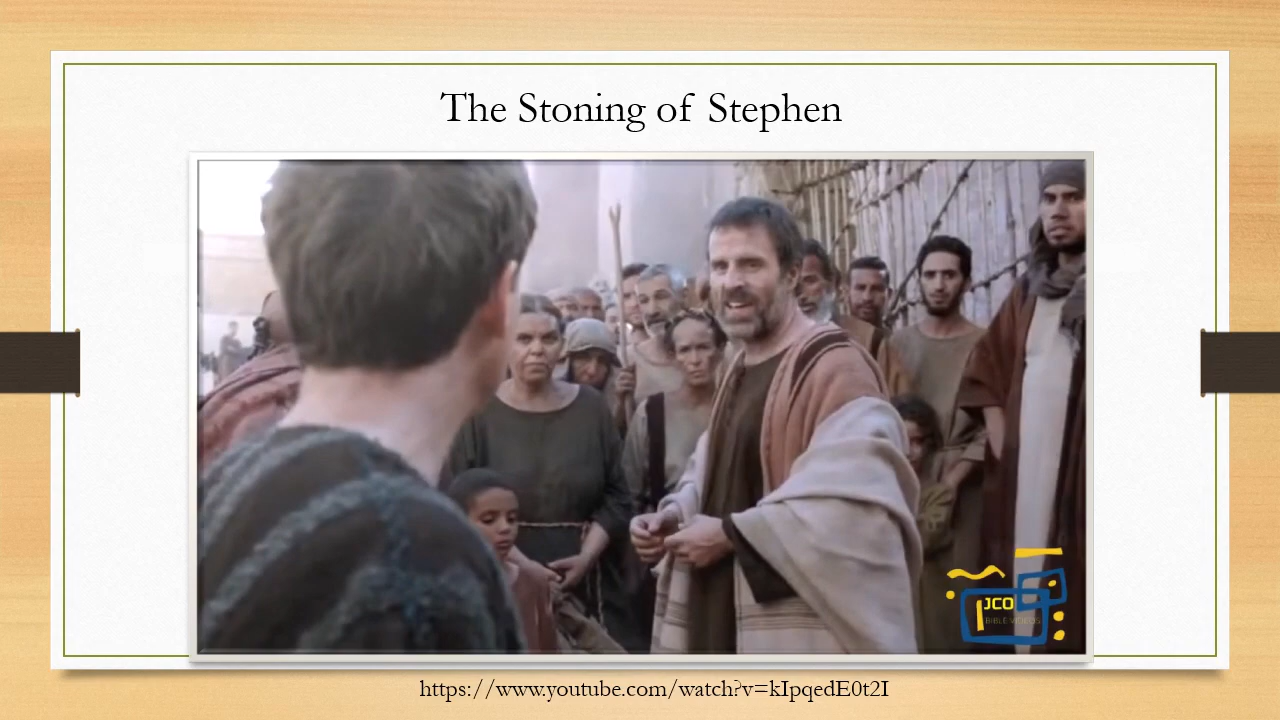 The Stoning of Stephen
JCO
BIBLE VIDEOS
https://www.youtube.com/watch?v=kIpqedE0t2I